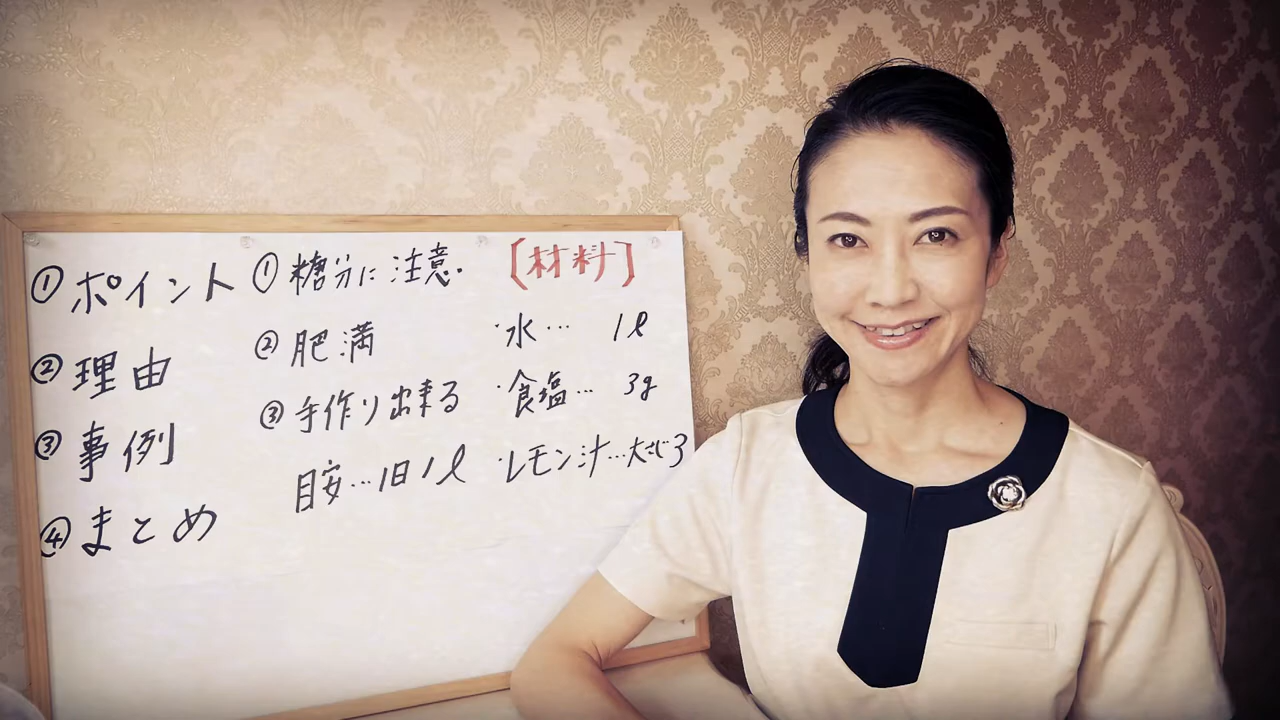 ① ポイント
② 理由
③ 事例
④ まとめ
① 糖分に注意.
② 肥満
③ 手作り出来る
目安…1日1ℓ
[材料]
・水… 1ℓ
・食塩… 3g
・レモン汁…大さじ3